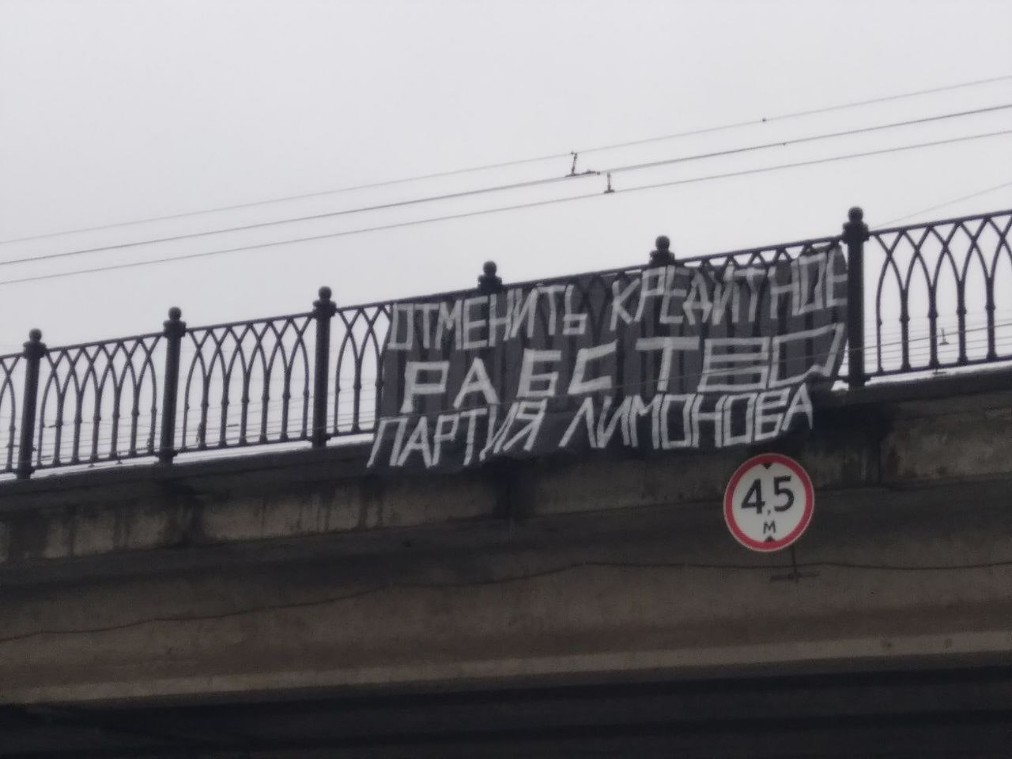 ОТМЕНИТЬ КРЕДИТНОЕ
РАБСТВО
ПАРТИЯ ЛИМОНОВА
4,5
М